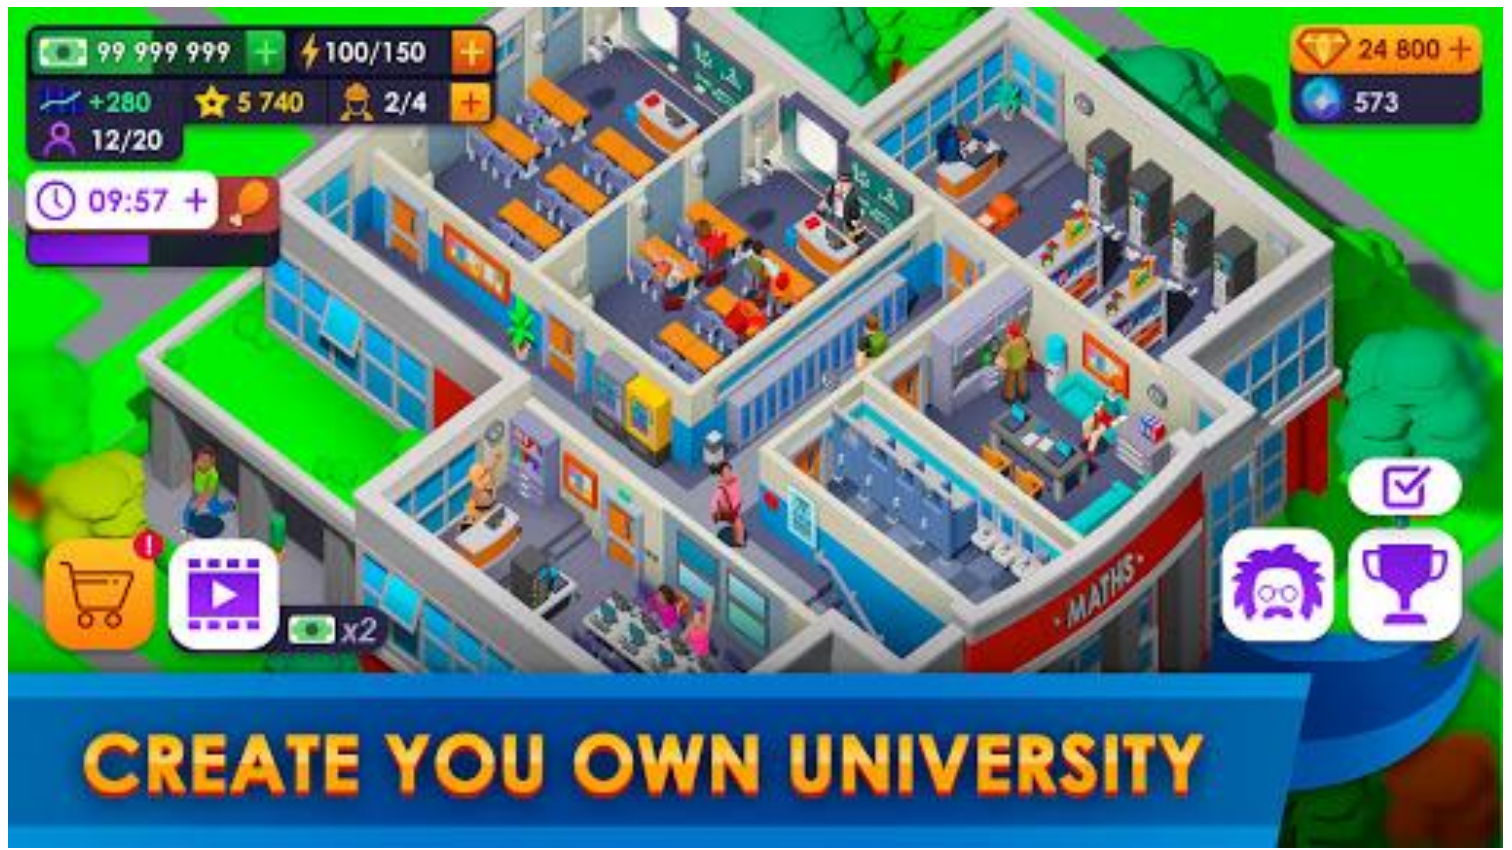 99 999 999 + 100/150 +
+280 5 740 2/4 +
12/20
09:57 +
24 800 +
573
x2
· MATHS ·
CREATE YOU OWN UNIVERSITY